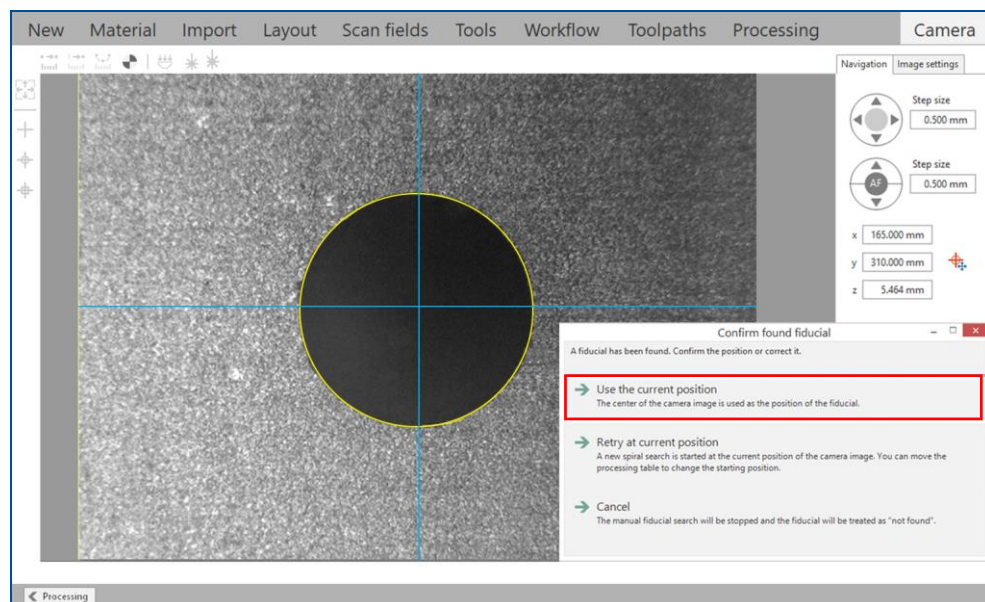 New Material Import Layout Scan fields Tools Workflow Toolpaths Processing Camera
Navigation Image settings
Step size
0.500 mm
Step size
AF 0.500 mm
x 165.000 mm
y 310.000 mm
z 5.464 mm
Confirm found fiducial
A fiducial has been found. Confirm the position or correct it.
Use the current position
The center of the camera image is used as the position of the fiducial.
Retry at current position
A new spiral search is started at the current position of the camera image. You can move the
processing table to change the starting position.
Cancel
The manual fiducial search will be stopped and the fiducial will be treated as "not found".
Processing